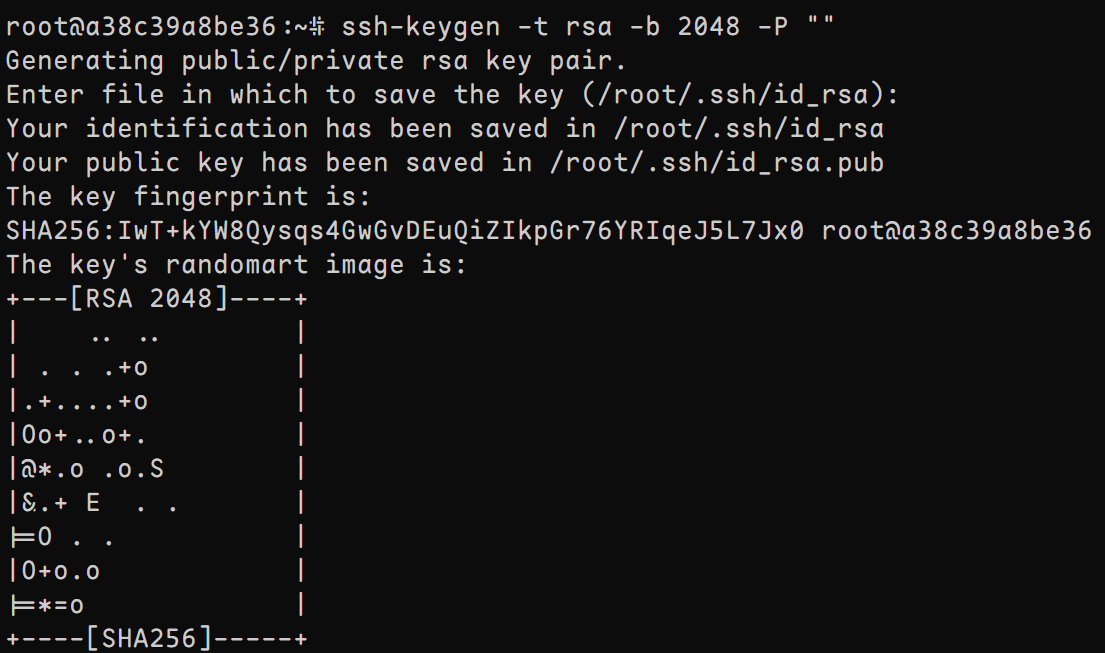 root@a38c39a8be36:~# ssh-keygen -t rsa -b 2048 -P ""
Generating public/private rsa key pair.
Enter file in which to save the key (/root/.ssh/id_rsa):
Your identification has been saved in /root/.ssh/id_rsa
Your public key has been saved in /root/.ssh/id_rsa.pub
The key fingerprint is:
SHA256:IwT+kYW8Qysqs4GwGvDEuQiZIkpGr76YRIqeJ5L7Jx0 root@a38c39a8be36
The key's randomart image is:
+---[RSA 2048]----+
|    .. ..        |
| . . .+o         |
|.+....+o         |
|Oo+..o+.         |
|@*.o .o.S        |
|&.+ E  . .       |
|=O . .           |
|O+o.o            |
|=*=o             |
+----[SHA256]-----+